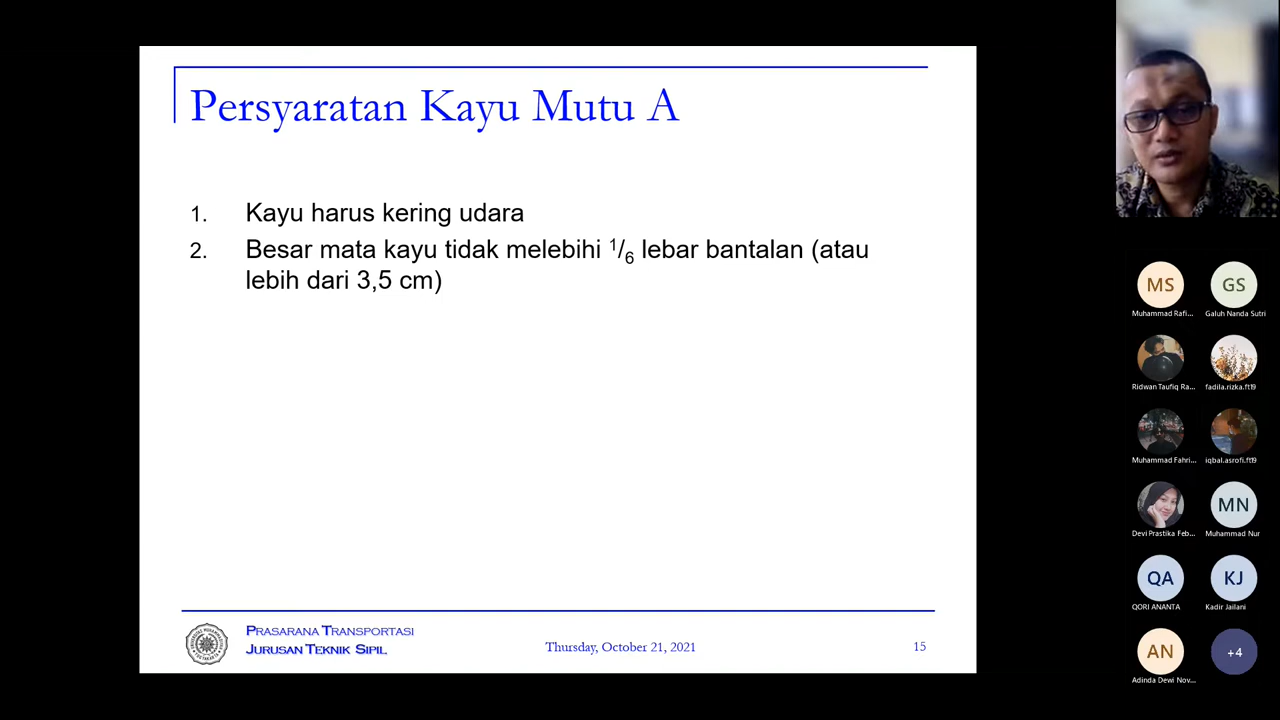 Persyaratan Kayu Mutu A
1. Kayu harus kering udara
2. Besar mata kayu tidak melebihi 1/6 lebar bantalan (atau
lebih dari 3,5 cm)
PRASARANA TRANSPORTASI
JURUSAN TEKNIK SIPIL
Thursday, October 21, 2021
15
MS
GS
Muhammad Rafi...
Galuh Nanda Sutri
Ridwan Taufiq Ra...
fadila.rizka.ft19
Muhammad Fahri...
iqbal.asrofi.ft19
Devi Prastika Feb...
MN
Muhammad Nur
QA
KJ
QORI ANANTA
Kadir Jailani
AN
+4
Adinda Dewi Nov...